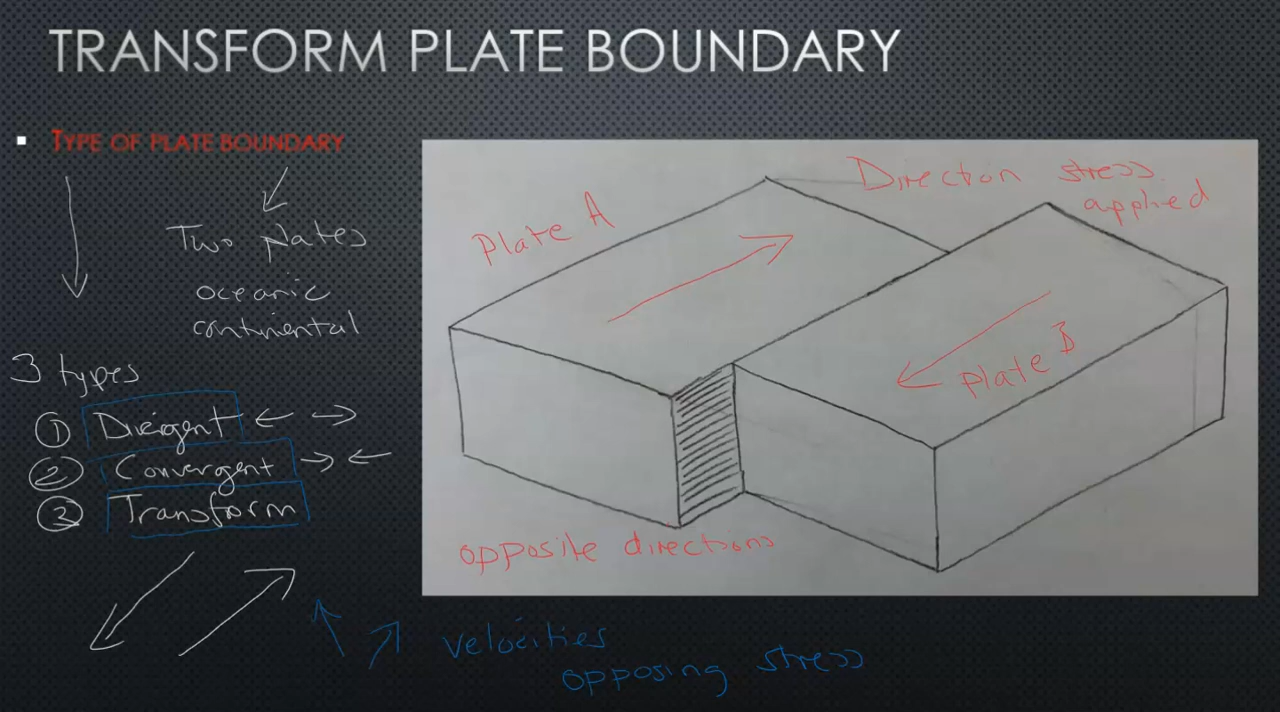 TRANSFORM PLATE BOUNDARY
TYPE OF PLATE BOUNDARY
Two Plates
oceanic
continental
3 types
① Divergent
② Convergent
③ Transform
Plate A
Direction stress
applied
Plate B
opposite directions
velocities
opposing stress